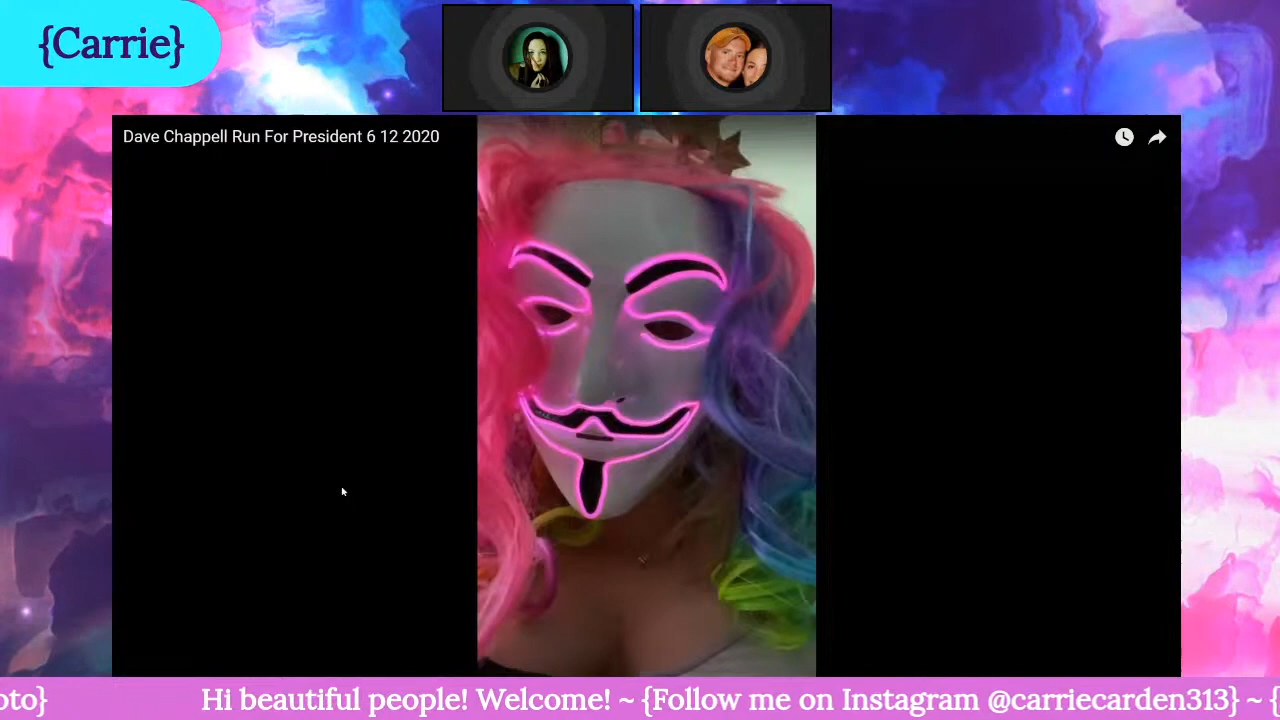 {Carrie}
Dave Chappell Run For President 6 12 2020
oto} Hi beautiful people! Welcome! ~ {Follow me on Instagram @carriecarden313} ~ {